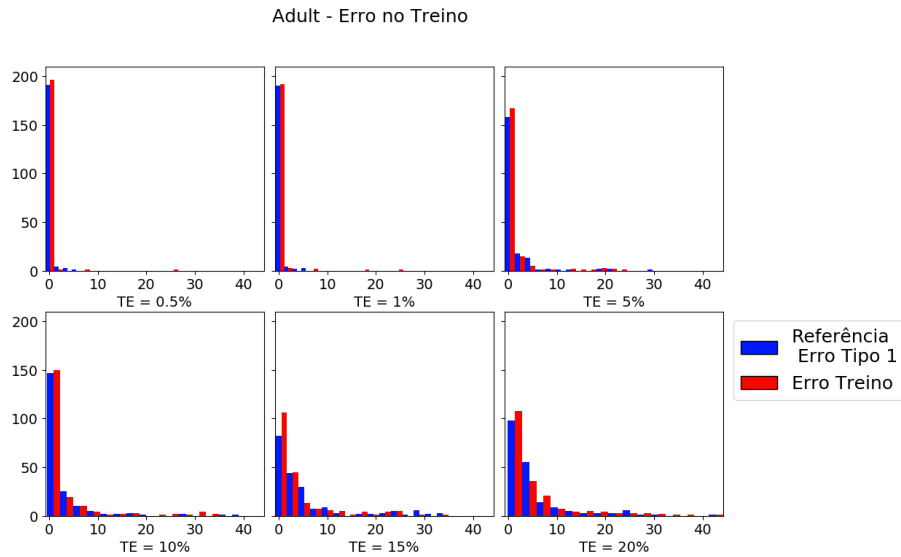 Adult - Erro no Treino
200
150
100
50
0
0 10 20 30 40
TE = 0.5%
0 10 20 30 40
TE = 1%
0 10 20 30 40
TE = 5%
200
150
100
50
0
0 10 20 30 40
TE = 10%
0 10 20 30 40
TE = 15%
0 10 20 30 40
TE = 20%
Referência
Erro Tipo 1
Erro Treino